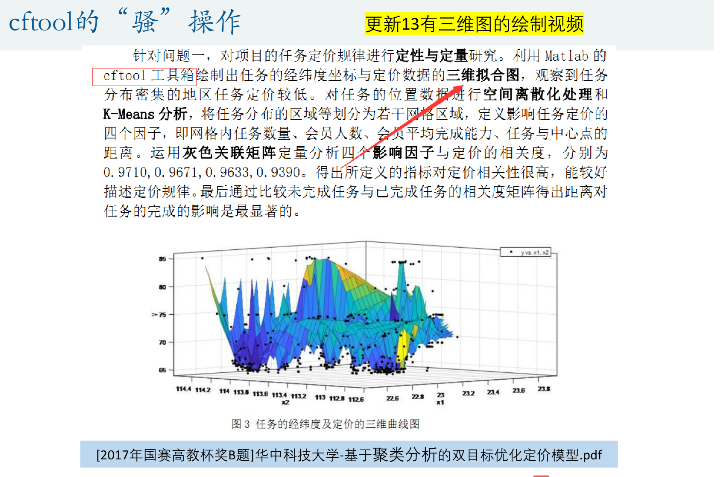 cftool的“骚”操作
更新13有三维图的绘制视频
针对问题一，对项目的任务定价规律进行定性与定量研究。利用 Matlab 的
cftool 工具箱绘制出任务的经纬度坐标与定价数据的三维拟合图，观察到任务
分布密集的地区任务定价较低。对任务的位置数据进行空间离散化处理和
K-Means 分析，将任务分布的区域等划分为若干网格区域，定义影响任务定价的
四个因子，即网格内任务数量、会员人数、会员平均完成能力、任务与中心点的
距离。运用灰色关联矩阵定量分析四个影响因子与定价的相关度，分别为
0.9710,0.9671,0.9633,0.9390。得出所定义的指标对定价相关性很高，能较好
描述定价规律。最后通过比较未完成任务与已完成任务的相关度矩阵得出距离对
任务的完成的影响是最显著的。
y vs. x1, x2
85
80
y
75
70
65
114.4 114.2 114 113.8 113.6 113.4 113.2 113 112.8 112.6
x2
22.6 22.8 23 23.2 23.4 23.6 23.8
x1
图 3 任务的经纬度及定价的三维曲线图
[2017年国赛高教杯奖B题]华中科技大学-基于聚类分析的双目标优化定价模型.pdf